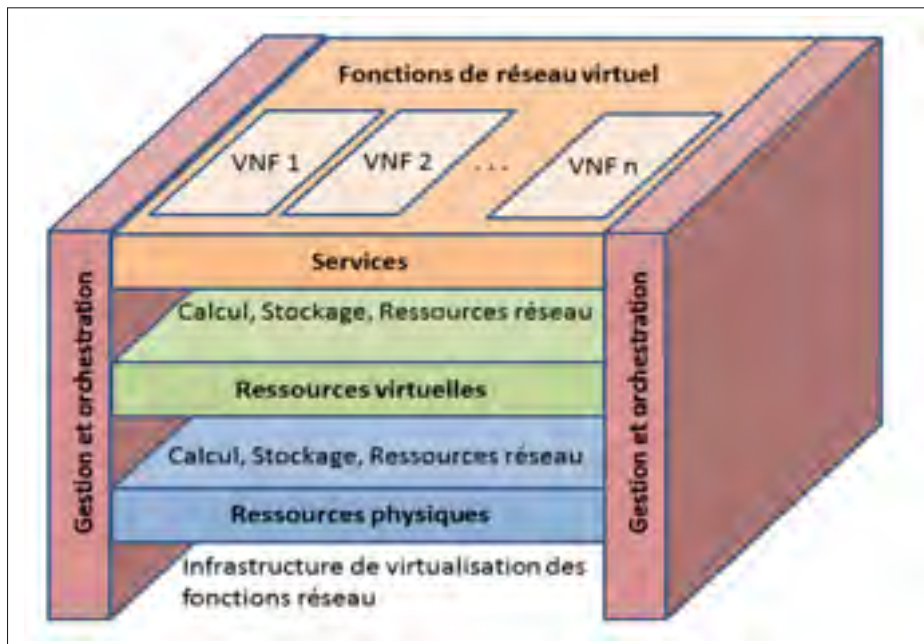 Fonctions de réseau virtuel
VNF 1
VNF 2
. . .
VNF n
Services
Calcul, Stockage, Ressources réseau
Ressources virtuelles
Calcul, Stockage, Ressources réseau
Ressources physiques
Infrastructure de virtualisation des
fonctions réseau
Gestion et orchestration
Gestion et orchestration